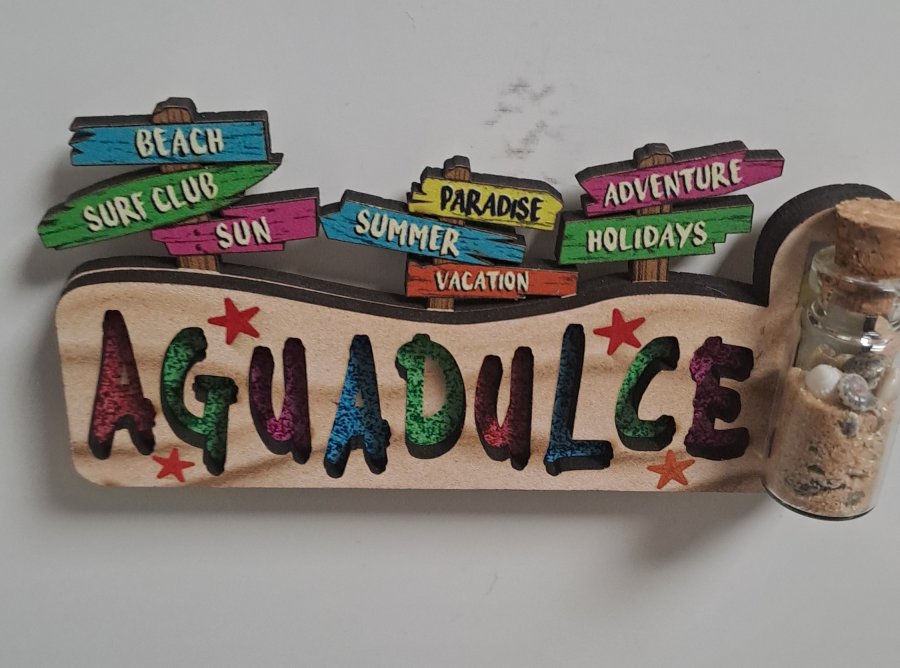 BEACH
SURF CLUB
SUN
PARADISE
SUMMER
VACATION
ADVENTURE
HOLIDAYS
AGUADULCE